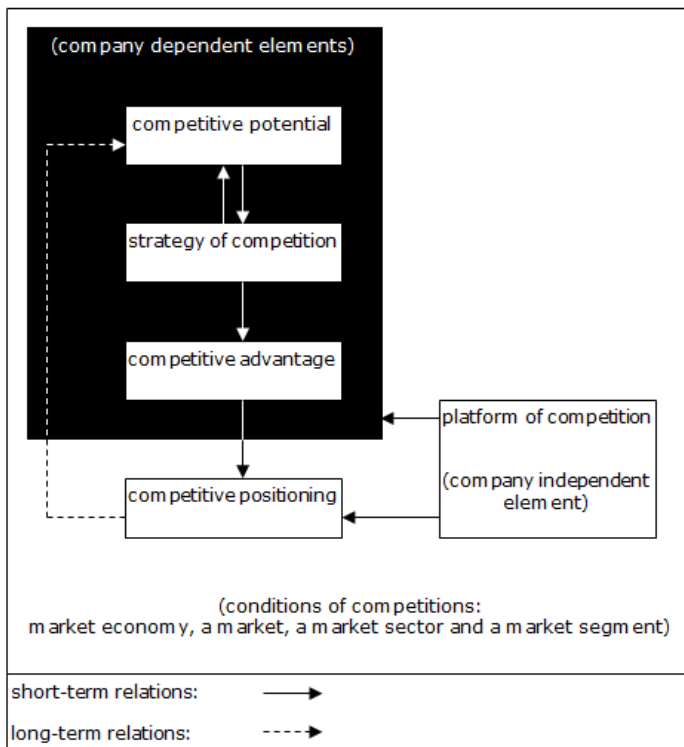 (company dependent elements)
competitive potential
strategy of competition
competitive advantage
platform of competition
(company independent
element)
competitive positioning
(conditions of competitions:
market economy, a market, a market sector and a market segment)
short-term relations:
long-term relations: